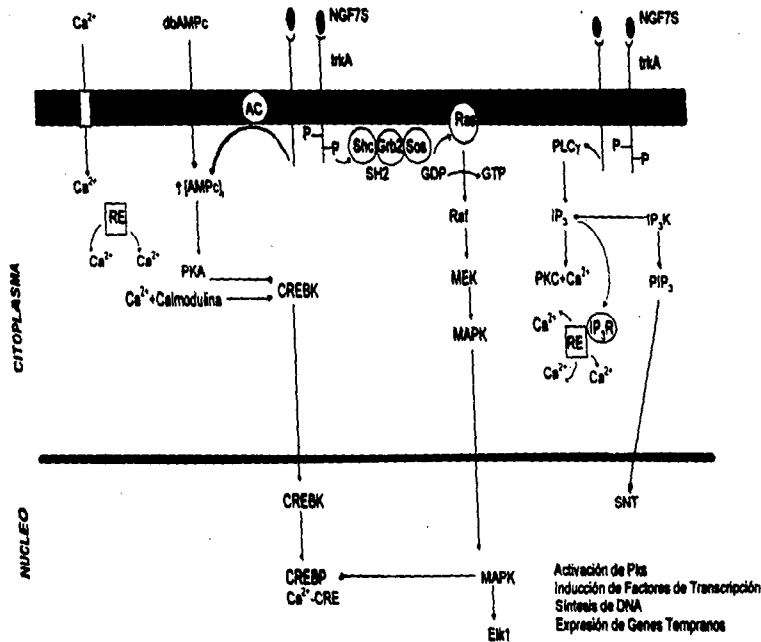 Ca²⁺
dbAMPc
NGF7S
trkA
NGF7S
trkA
AC
Ras
P
P
Shc
Grb2
Sos
SH2
GDP
GTP
PLCγ
P
P
Ca²⁺
↑[AMPc]ᵢ
RE
Ca²⁺
Ca²⁺
Raf
IP₃
IP₃K
PKA
CREBK
MEK
PKC+Ca²⁺
PIP₃
Ca²⁺+Calmodulina
MAPK
Ca²⁺
IP₃R
RE
Ca²⁺
Ca²⁺
CITOPLASMA
CREBK
SNT
NUCLEO
CREBP
Ca²⁺-CRE
MAPK
Elk1
Activación de Pks
Inducción de Factores de Transcripción
Síntesis de DNA
Expresión de Genes Tempranos